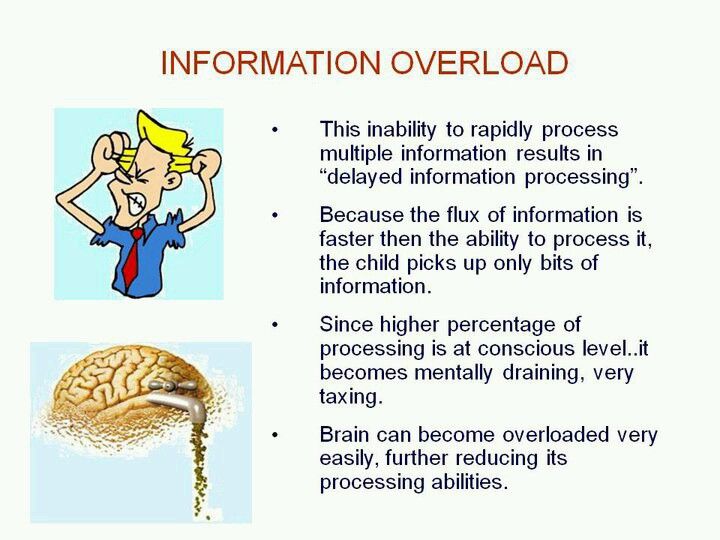 INFORMATION OVERLOAD
• This inability to rapidly process
multiple information results in
“delayed information processing”.
• Because the flux of information is
faster then the ability to process it,
the child picks up only bits of
information.
• Since higher percentage of
processing is at conscious level..it
becomes mentally draining, very
taxing.
• Brain can become overloaded very
easily, further reducing its
processing abilities.